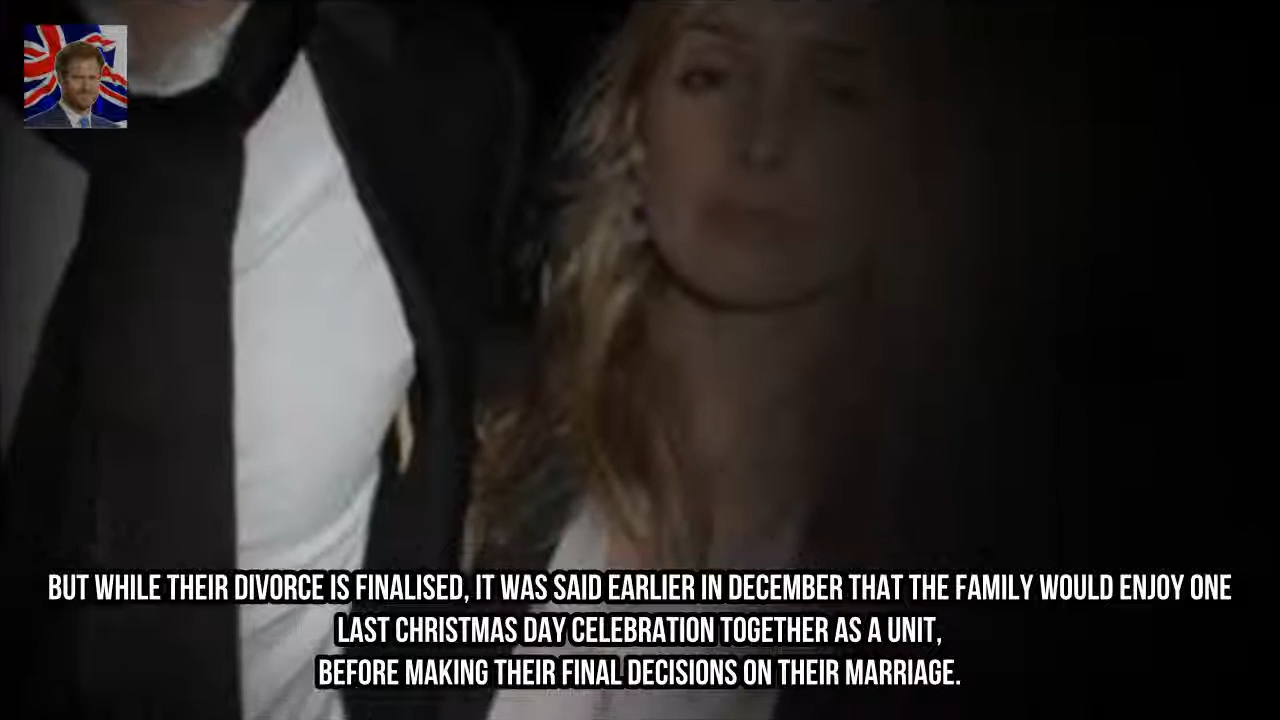 BUT WHILE THEIR DIVORCE IS FINALISED, IT WAS SAID EARLIER IN DECEMBER THAT THE FAMILY WOULD ENJOY ONE
LAST CHRISTMAS DAY CELEBRATION TOGETHER AS A UNIT,
BEFORE MAKING THEIR FINAL DECISIONS ON THEIR MARRIAGE.